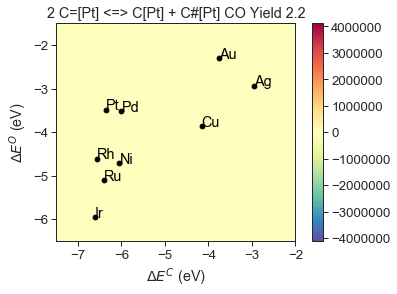 2 C=[Pt] <=> C[Pt] + C#[Pt] CO Yield 2.2
−2
−3
−4
−5
−6
ΔE^O (eV)
Au
Ag
Pt
Pd
Cu
Rh
Ni
Ru
Ir
−7
−6
−5
−4
−3
−2
ΔE^C (eV)
4000000
3000000
2000000
1000000
0
−1000000
−2000000
−3000000
−4000000